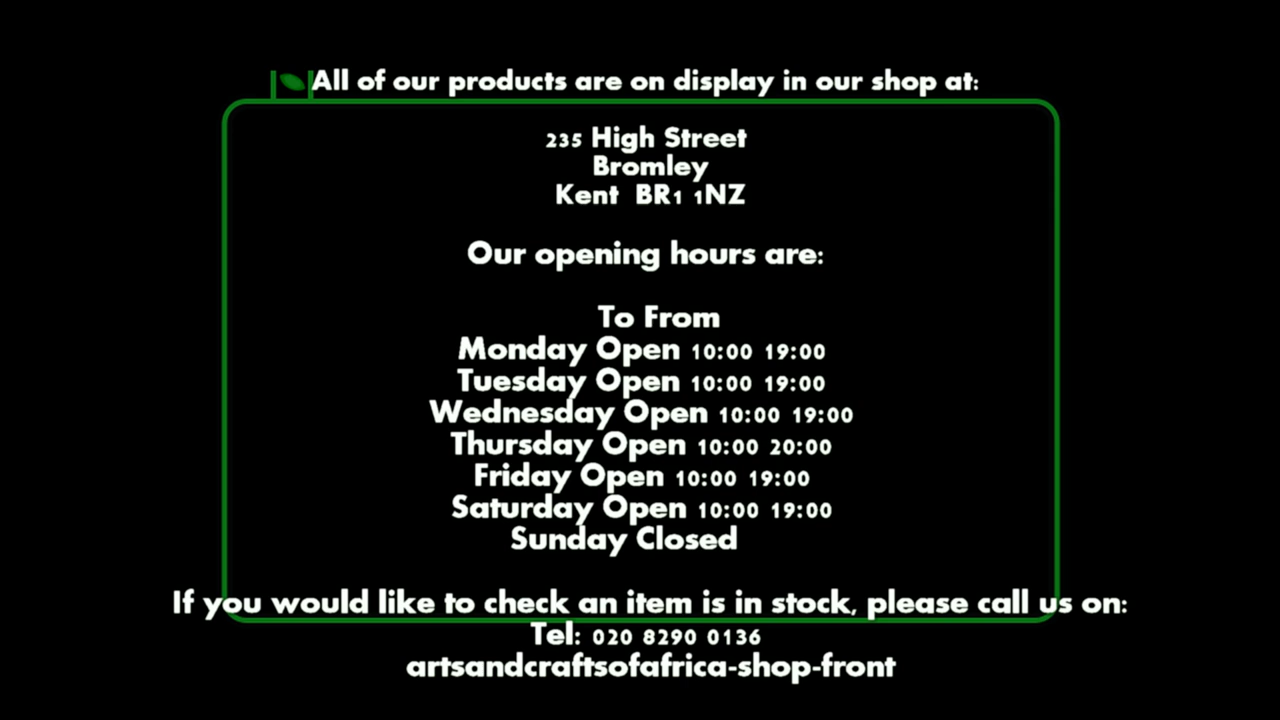 All of our products are on display in our shop at:
235 High Street
Bromley
Kent BR1 1NZ
Our opening hours are:
To From
Monday Open 10:00 19:00
Tuesday Open 10:00 19:00
Wednesday Open 10:00 19:00
Thursday Open 10:00 20:00
Friday Open 10:00 19:00
Saturday Open 10:00 19:00
Sunday Closed
If you would like to check an item is in stock, please call us on:
Tel: 020 8290 0136
artsandcraftsofafrica-shop-front